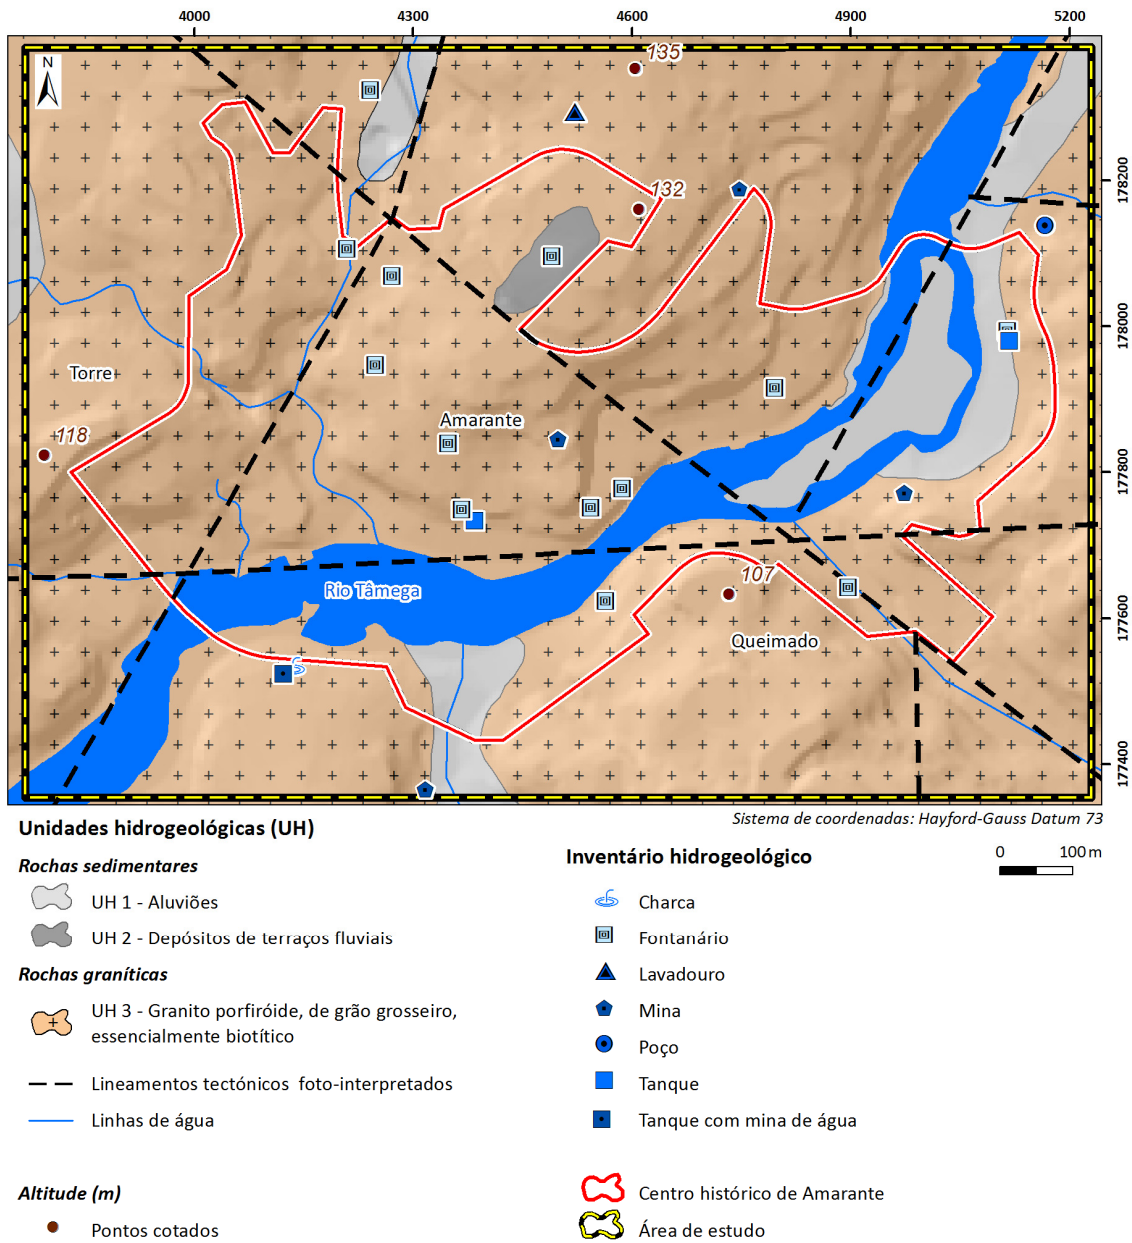 4000 4300 4600 4900 5200
N
135
132
178200
178000
Torre
118
Amarante
177800
107
Rio Tâmega
177600
Queimado
177400
Sistema de coordenadas: Hayford-Gauss Datum 73
Unidades hidrogeológicas (UH)
Rochas sedimentares
UH 1 - Aluviões
UH 2 - Depósitos de terraços fluviais
Rochas graníticas
UH 3 - Granito porfiróide, de grão grosseiro,
essencialmente biotítico
Lineamentos tectónicos foto-interpretados
Linhas de água
Altitude (m)
Pontos cotados
Inventário hidrogeológico
0 100 m
Charca
Fontanário
Lavadouro
Mina
Poço
Tanque
Tanque com mina de água
Centro histórico de Amarante
Área de estudo